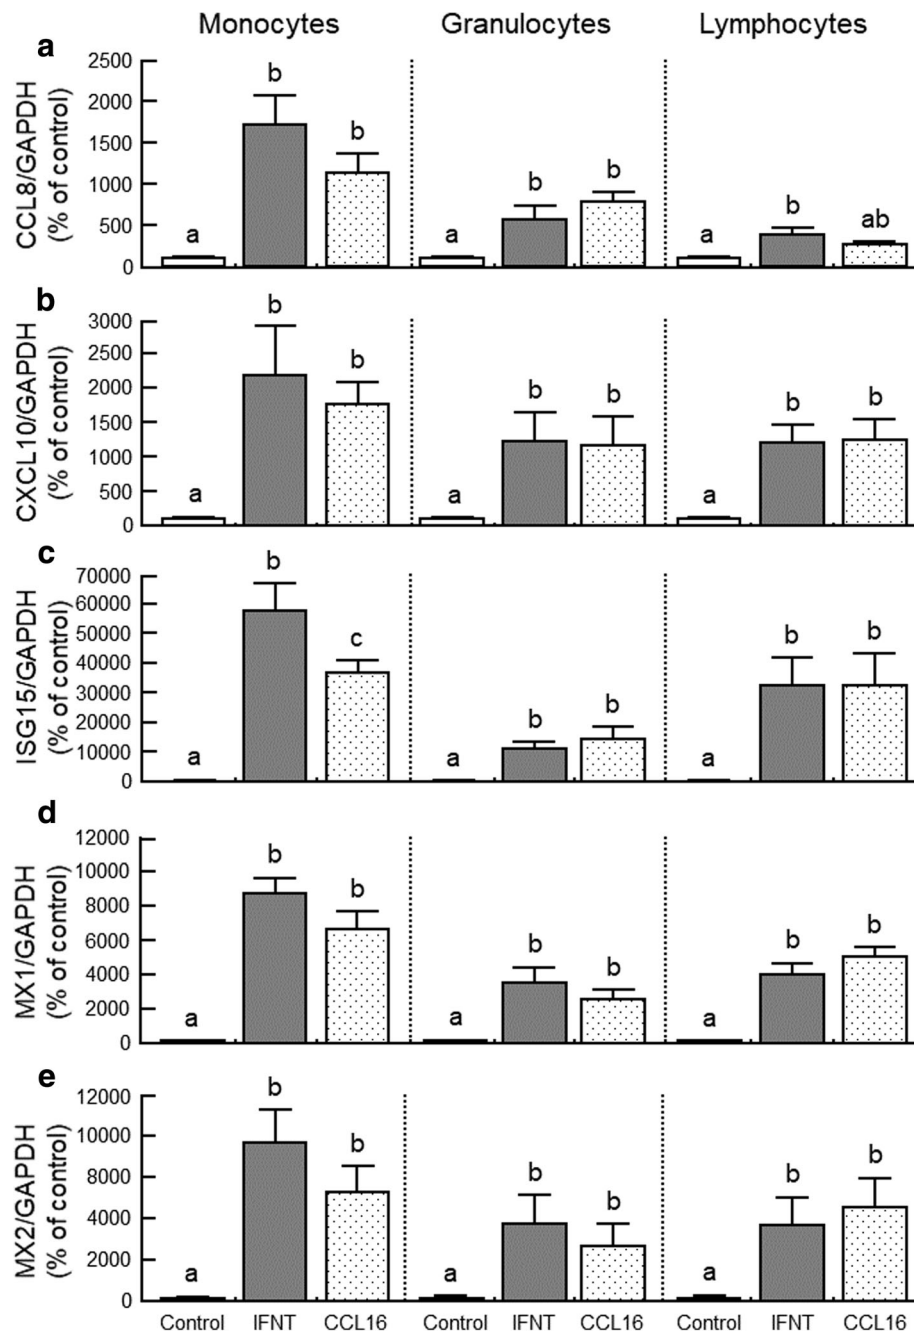 Monocytes Granulocytes Lymphocytes
a
CCL8/GAPDH
(% of control)
2500
2000
1500
1000
500
0
a b b a b b a b ab
b
CXCL10/GAPDH
(% of control)
3000
2500
2000
1500
1000
500
0
a b b a b b a b b
c
ISG15/GAPDH
(% of control)
70000
60000
50000
40000
30000
20000
10000
0
a b c a b b a b b
d
MX1/GAPDH
(% of control)
12000
10000
8000
6000
4000
2000
0
a b b a b b a b b
e
MX2/GAPDH
(% of control)
12000
10000
8000
4000
2000
0
a b b a b b a b b
Control IFNT CCL16 Control IFNT CCL16 Control IFNT CCL16